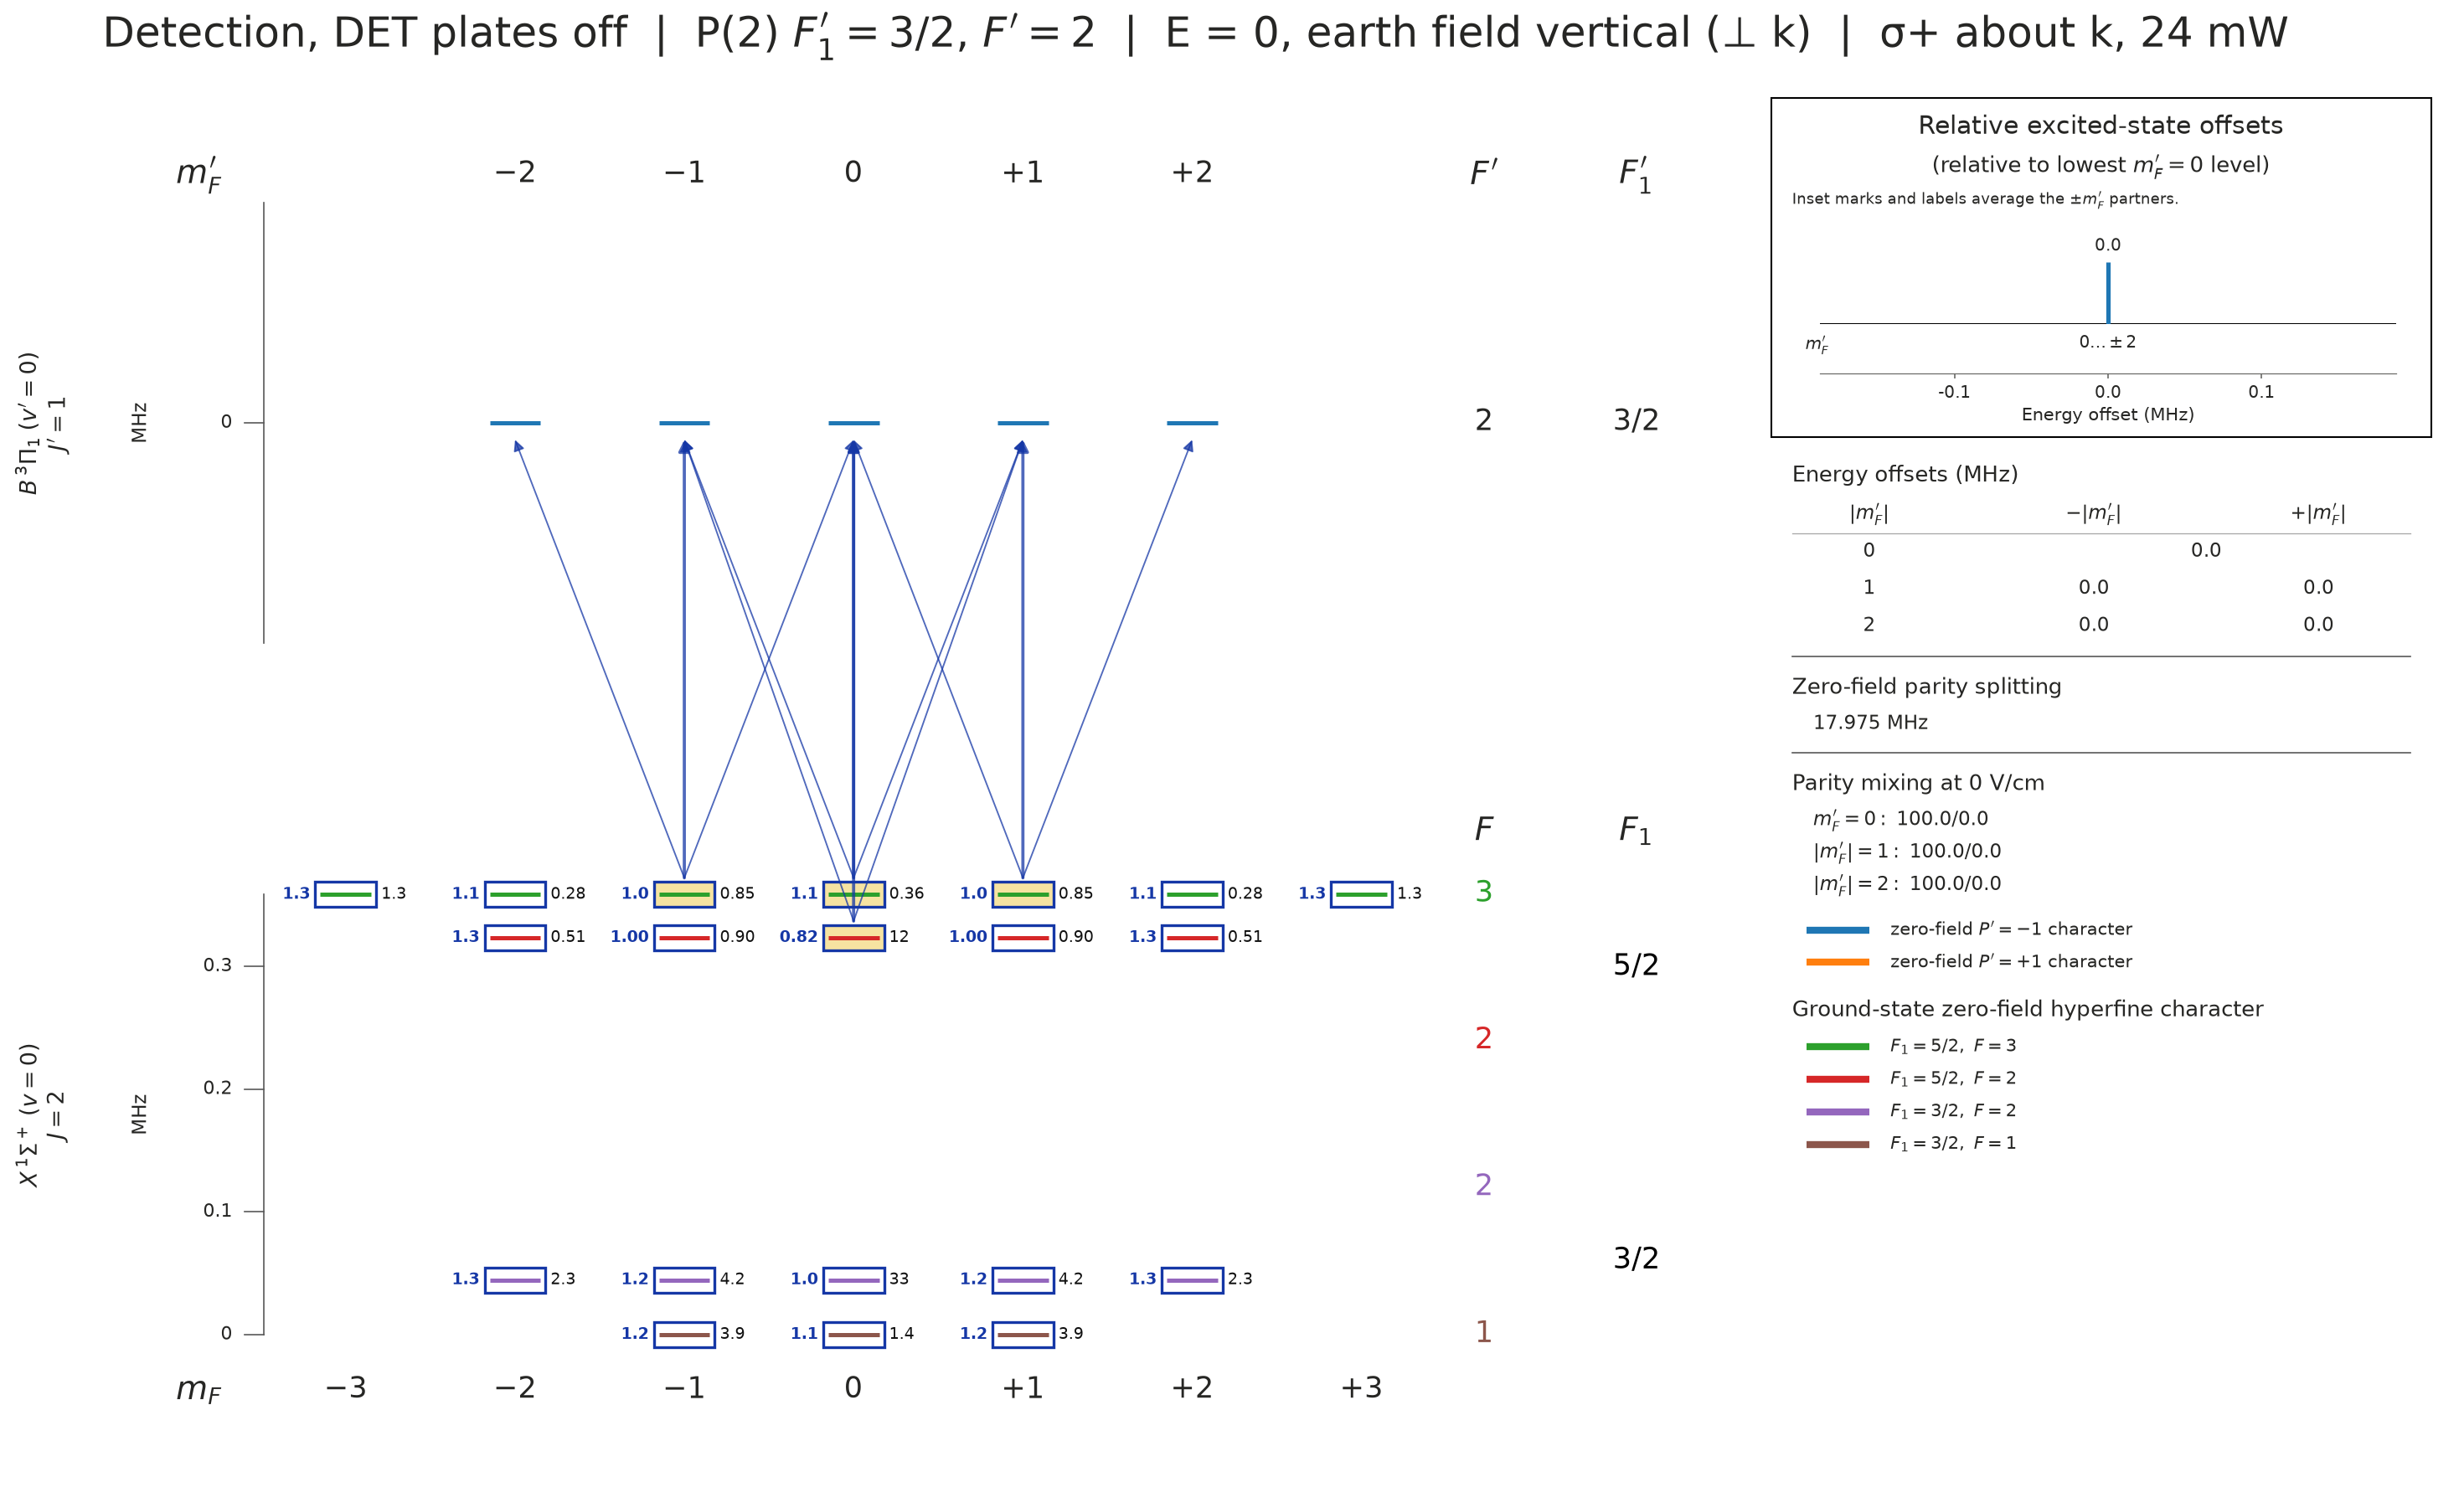 Detection, DET plates off | P(2) F′₁ = 3/2, F′ = 2 | E = 0, earth field vertical (⊥ k) | σ+ about k, 24 mW
m′F −2 −1 0 +1 +2 F′ F′₁
B ³Π₁ (v′ = 0)
J′ = 1
MHz
0
2 3/2
F F₁
1.3 1.3 1.1 0.28 1.0 0.85 1.1 0.36 1.0 0.85 1.1 0.28 1.3 1.3 3
1.3 0.51 1.00 0.90 0.82 12 1.00 0.90 1.3 0.51
0.3
5/2
2
0.2
X ¹Σ⁺ (v = 0)
J = 2
MHz
2
0.1
3/2
1.3 2.3 1.2 4.2 1.0 33 1.2 4.2 1.3 2.3
0 1.2 3.9 1.1 1.4 1.2 3.9 1
mF −3 −2 −1 0 +1 +2 +3
Relative excited-state offsets
(relative to lowest m′F = 0 level)
Inset marks and labels average the ±m′F partners.
0.0
m′F 0…±2
-0.1 0.0 0.1
Energy offset (MHz)
Energy offsets (MHz)
|m′F| −|m′F| +|m′F|
0 0.0
1 0.0 0.0
2 0.0 0.0
Zero-field parity splitting
17.975 MHz
Parity mixing at 0 V/cm
m′F = 0 : 100.0/0.0
|m′F| = 1 : 100.0/0.0
|m′F| = 2 : 100.0/0.0
zero-field P′ = −1 character
zero-field P′ = +1 character
Ground-state zero-field hyperfine character
F₁ = 5/2, F = 3
F₁ = 5/2, F = 2
F₁ = 3/2, F = 2
F₁ = 3/2, F = 1